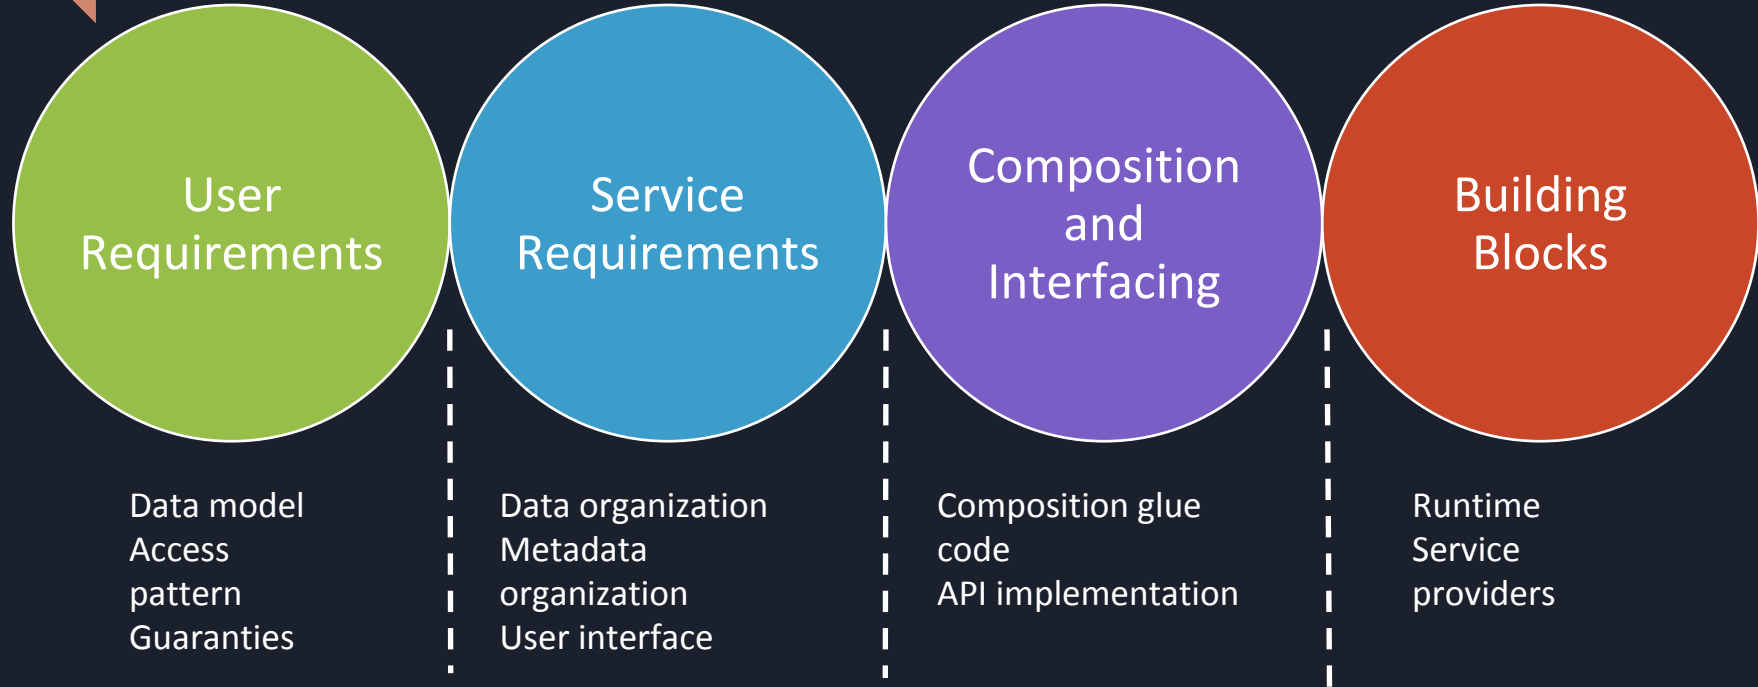 User
Requirements
Service
Requirements
Composition
and
Interfacing
Building
Blocks
Data model
Access
pattern
Guaranties
Data organization
Metadata
organization
User interface
Composition glue
code
API implementation
Runtime
Service
providers